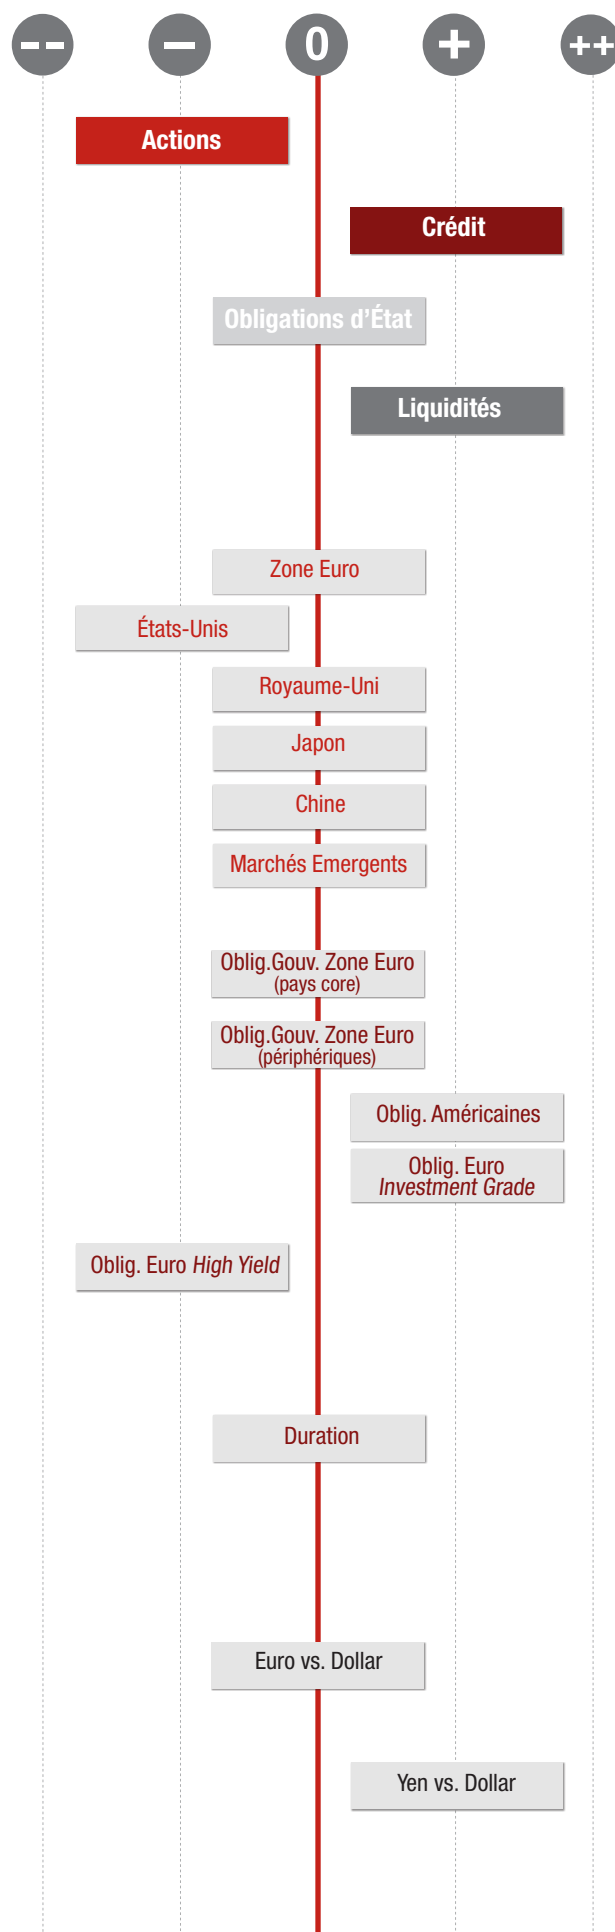 -- - 0 + ++
Actions
Crédit
Obligations d’État
Liquidités
Zone Euro
États-Unis
Royaume-Uni
Japon
Chine
Marchés Emergents
Oblig.Gouv. Zone Euro
(pays core)
Oblig.Gouv. Zone Euro
(périphériques)
Oblig. Américaines
Oblig. Euro
Investment Grade
Oblig. Euro High Yield
Duration
Euro vs. Dollar
Yen vs. Dollar